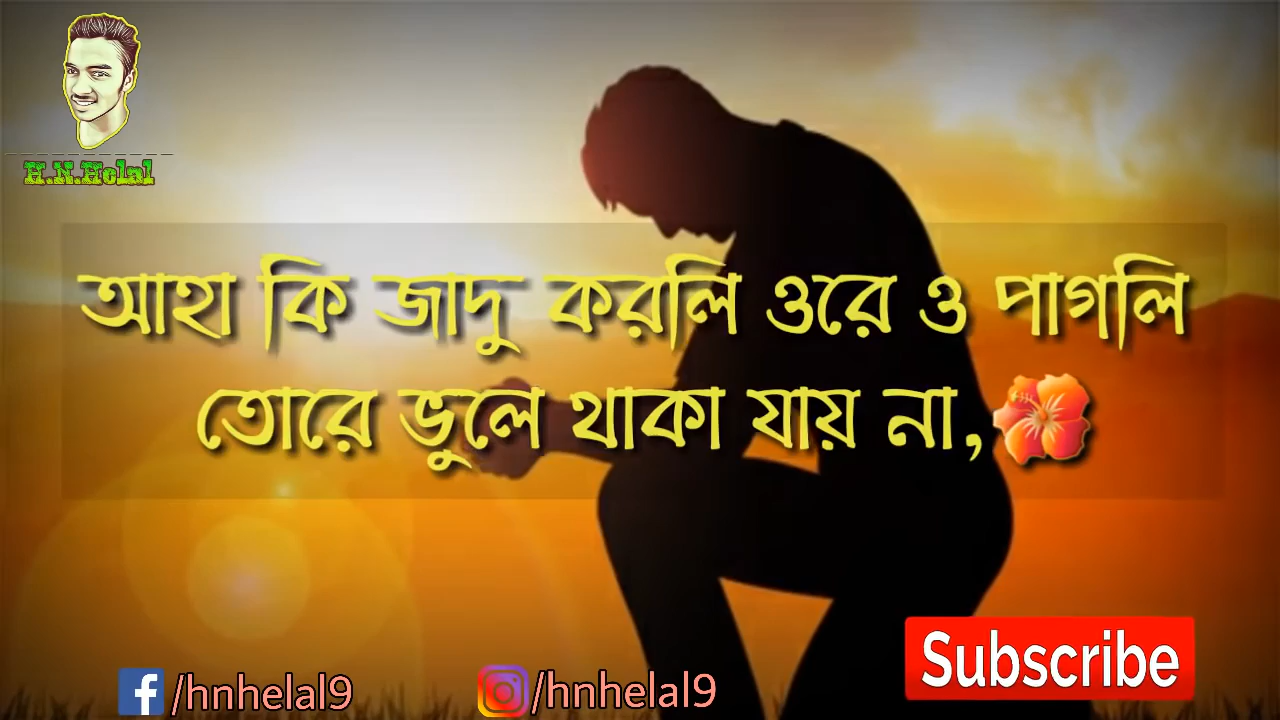 H.N.Helal
আহা কি জাদু করলি ওরে ও পাগলি
তোরে ভুলে থাকা যায় না,
/hnhelal9
/hnhelal9
Subscribe